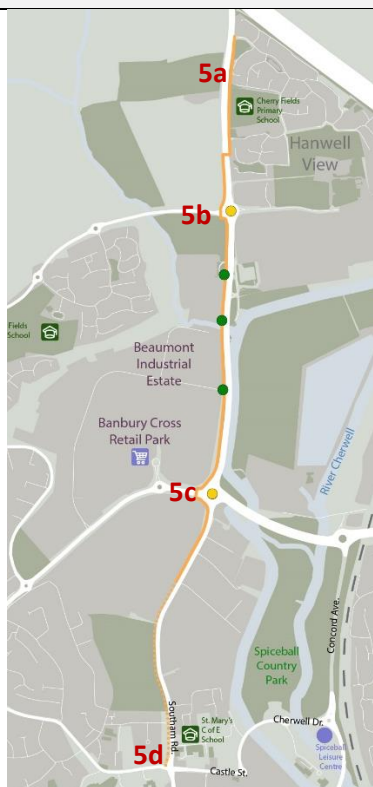 5a
Cherry Fields
Primary
School
Hanwell
View
5b
Fields
School
Beaumont
Industrial
Estate
Banbury Cross
Retail Park
River Cherwell
5c
Concord Ave.
Spiceball
Country
Park
Southam Rd.
St. Mary's
C of E
School
Cherwell Dr.
5d
Castle St.
Spiceball
Leisure
Centre